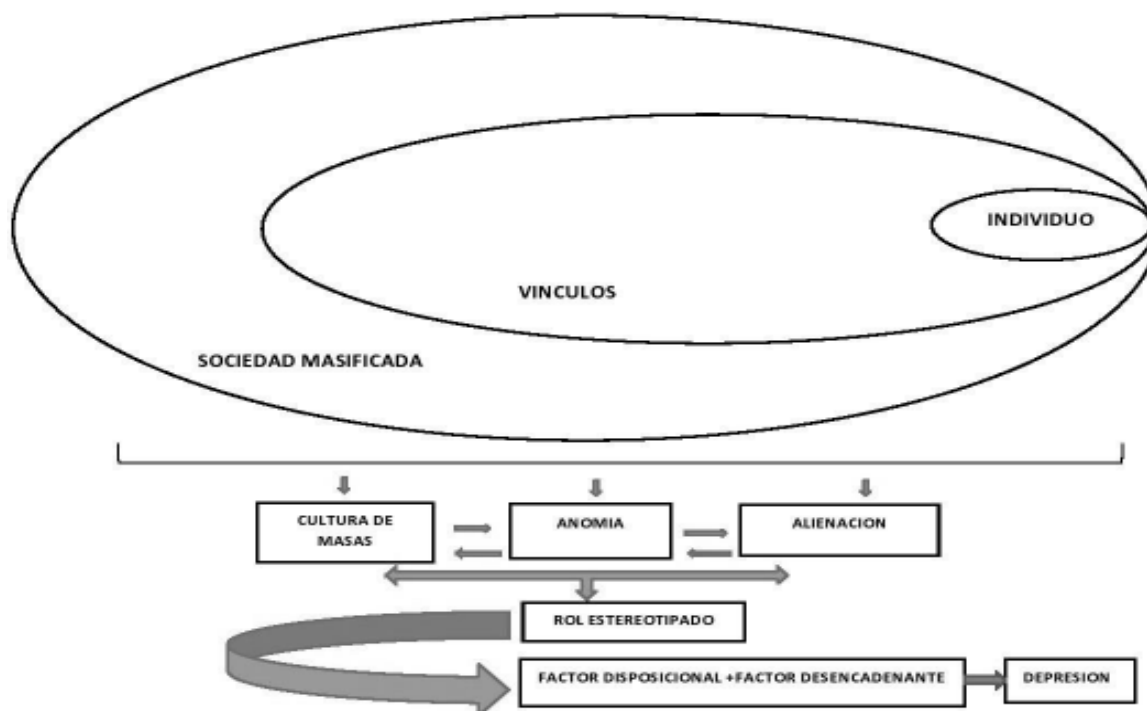 INDIVIDUO
VINCULOS
SOCIEDAD MASIFICADA
CULTURA DE
MASAS
ANOMIA
ALIENACION
ROL ESTEREOTIPADO
FACTOR DISPOSICIONAL +FACTOR DESENCADENANTE
DEPRESION